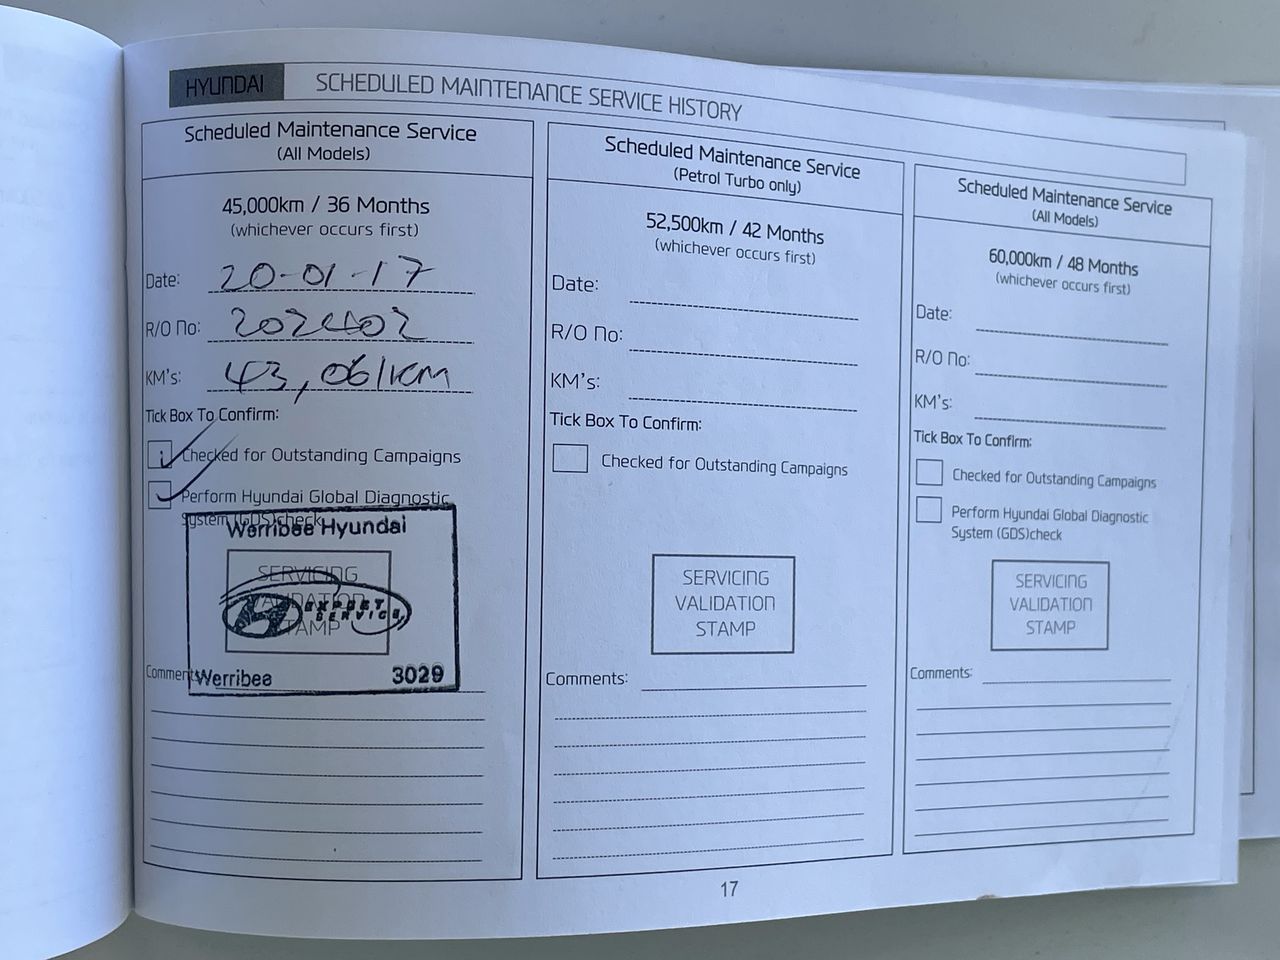 HYUNDAI
SCHEDULED MAINTENANCE SERVICE HISTORY
Scheduled Maintenance Service
(All Models)
45,000km / 36 Months
(whichever occurs first)
Date: 20-01-17
R/O No: 202402
KM's: 43,061KM
Tick Box To Confirm:
Checked for Outstanding Campaigns
Perform Hyundai Global Diagnostic
System (GDS)check
Werribee Hyundai
SERVICING
VALIDATION
STAMP
SERVICE
Comments:
Werribee 3029
Scheduled Maintenance Service
(Petrol Turbo only)
52,500km / 42 Months
(whichever occurs first)
Date:
R/O No:
KM's:
Tick Box To Confirm:
Checked for Outstanding Campaigns
SERVICING
VALIDATION
STAMP
Comments:
Scheduled Maintenance Service
(All Models)
60,000km / 48 Months
(whichever occurs first)
Date:
R/O No:
KM's:
Tick Box To Confirm:
Checked for Outstanding Campaigns
Perform Hyundai Global Diagnostic
System (GDS)check
SERVICING
VALIDATION
STAMP
Comments:
17